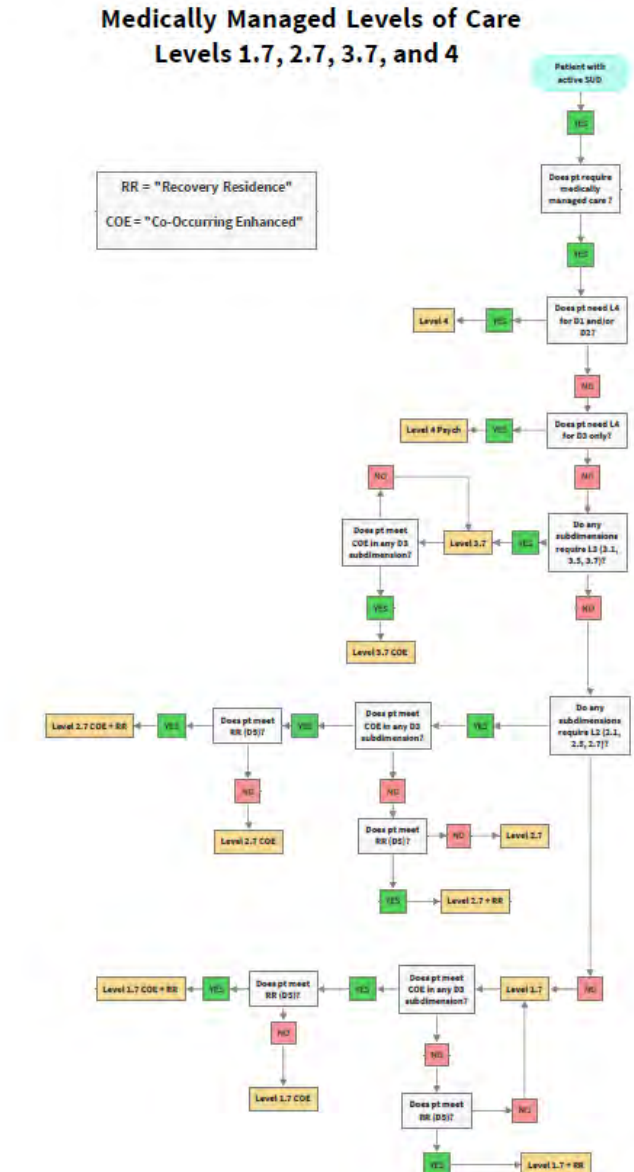 Medically Managed Levels of Care
Levels 1.7, 2.7, 3.7, and 4
Patient with
active SUD
YES
RR = "Recovery Residence"
COE = "Co-Occurring Enhanced"
Does pt require
medically
managed care ?
YES
Does pt need L4
for D1 and/or
D2?
YES
Level 4
NO
Does pt need L4
for D3 only?
YES
Level 4 Psych
NO
NO
Do any
subdimensions
require L3 (3.1,
3.5, 3.7)?
YES
Level 3.7
Does pt meet
COE in any D3
subdimension?
YES
NO
Level 3.7 COE
Do any
subdimensions
require L2 (2.1,
2.5, 2.7)?
YES
Does pt meet
COE in any D3
subdimension?
YES
Does pt meet
RR (D5)?
YES
Level 2.7 COE + RR
NO
NO
Level 2.7 COE
Does pt meet
RR (D5)?
NO
Level 2.7
YES
Level 2.7 + RR
NO
Level 1.7
Does pt meet
COE in any D3
subdimension?
YES
Does pt meet
RR (D5)?
YES
Level 1.7 COE + RR
NO
NO
Level 1.7 COE
Does pt meet
RR (D5)?
NO
YES
Level 1.7 + RR